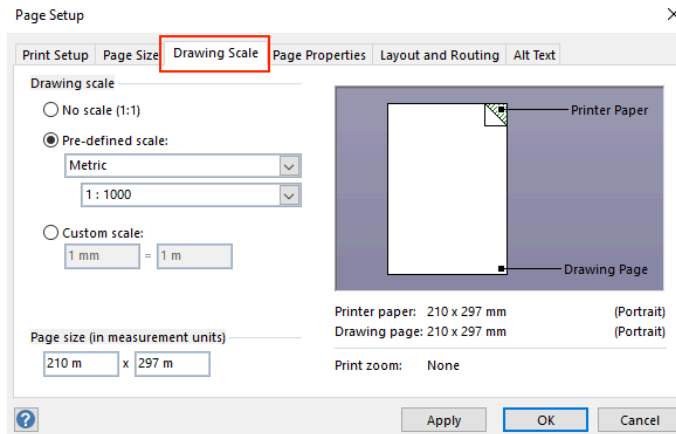 Page Setup
Print Setup Page Size Drawing Scale Page Properties Layout and Routing Alt Text
Drawing scale
No scale (1:1)
Pre-defined scale:
Metric
1 : 1000
Custom scale:
1 mm = 1 m
Page size (in measurement units)
210 m x 297 m
Printer Paper
Drawing Page
Printer paper: 210 x 297 mm (Portrait)
Drawing page: 210 x 297 mm (Portrait)
Print zoom: None
? Apply OK Cancel